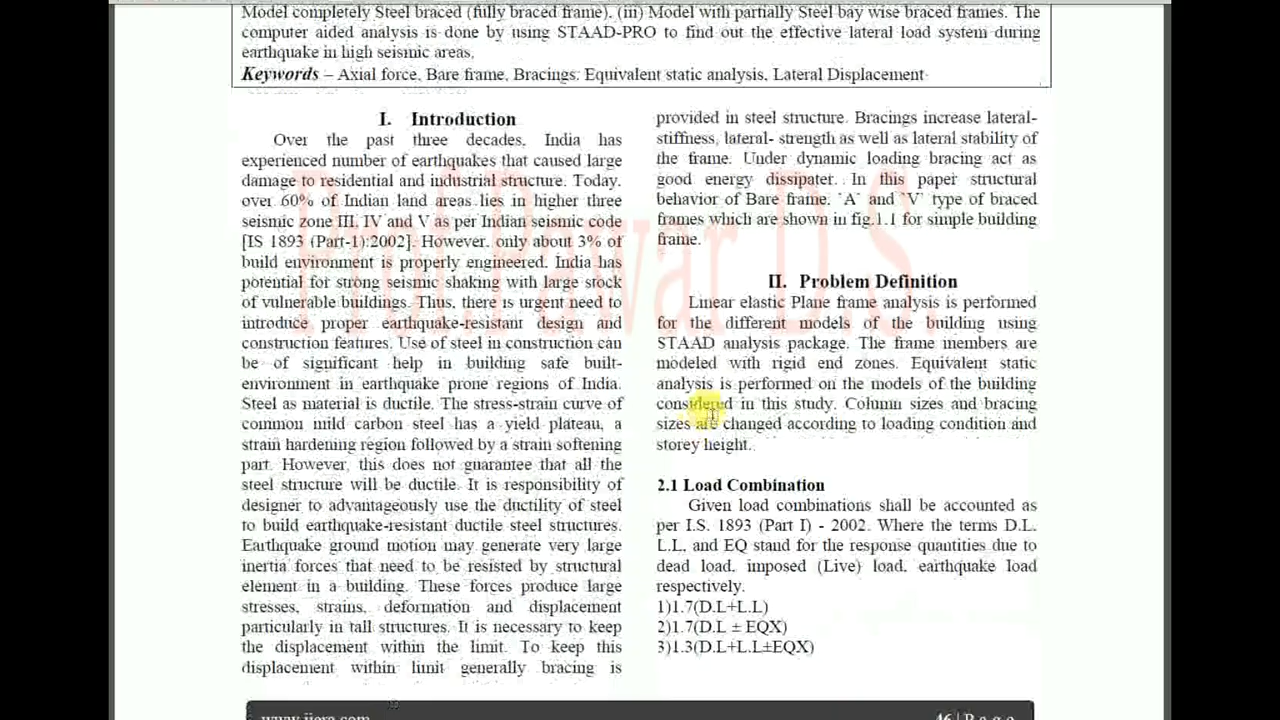 Model completely Steel braced (fully braced frame), (iii) Model with partially Steel bay wise braced frames. The
computer aided analysis is done by using STAAD-PRO to find out the effective lateral load system during
earthquake in high seismic areas.
Keywords – Axial force, Bare frame, Bracings, Equivalent static analysis, Lateral Displacement
I. Introduction
Over the past three decades, India has
experienced number of earthquakes that caused large
damage to residential and industrial structure. Today,
over 60% of Indian land areas lies in higher three
seismic zone III, IV and V as per Indian seismic code
[IS 1893 (Part-1):2002]. However, only about 3% of
build environment is properly engineered. India has
potential for strong seismic shaking with large stock
of vulnerable buildings. Thus, there is urgent need to
introduce proper earthquake-resistant design and
construction features. Use of steel in construction can
be of significant help in building safe built-
environment in earthquake prone regions of India.
Steel as material is ductile. The stress-strain curve of
common mild carbon steel has a yield plateau, a
strain hardening region followed by a strain softening
part. However, this does not guarantee that all the
steel structure will be ductile. It is responsibility of
designer to advantageously use the ductility of steel
to build earthquake-resistant ductile steel structures.
Earthquake ground motion may generate very large
inertia forces that need to be resisted by structural
element in a building. These forces produce large
stresses, strains, deformation and displacement
particularly in tall structures. It is necessary to keep
the displacement within the limit. To keep this
displacement within limit generally bracing is
provided in steel structure. Bracings increase lateral-
stiffness, lateral- strength as well as lateral stability of
the frame. Under dynamic loading bracing act as
good energy dissipater. In this paper structural
behavior of Bare frame, `A` and `V` type of braced
frames which are shown in fig.1.1 for simple building
frame.
II. Problem Definition
Linear elastic Plane frame analysis is performed
for the different models of the building using
STAAD analysis package. The frame members are
modeled with rigid end zones. Equivalent static
analysis is performed on the models of the building
considered in this study. Column sizes and bracing
sizes are changed according to loading condition and
storey height.
2.1 Load Combination
Given load combinations shall be accounted as
per I.S. 1893 (Part I) - 2002. Where the terms D.L,
L.L, and EQ stand for the response quantities due to
dead load, imposed (Live) load, earthquake load
respectively.
1)1.7(D.L+L.L)
2)1.7(D.L ± EQX)
3)1.3(D.L+L.L±EQX)
Prof. Pawar D.S.
www.ijera.com
46 | P a g e